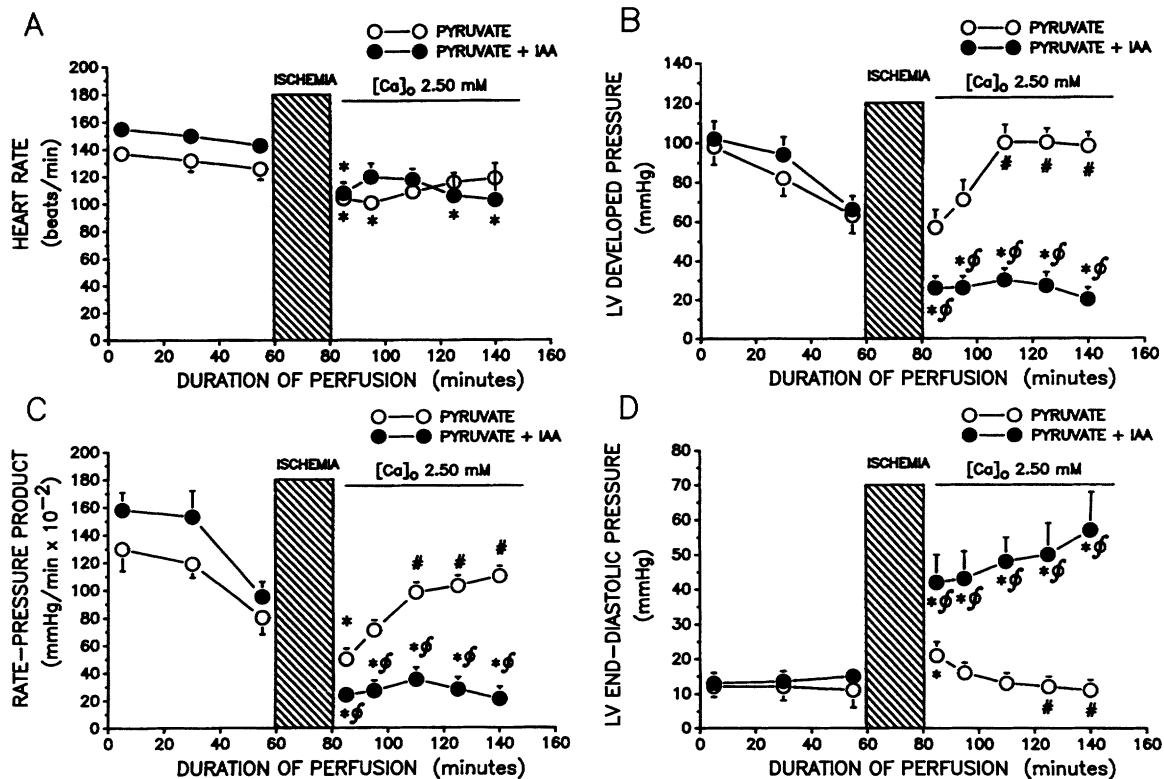 A
PYRUVATE
PYRUVATE + IAA
ISCHEMIA
[Ca]o 2.50 mM
HEART RATE
(beats/min)
200
180
160
140
120
100
80
60
40
20
0
* * * * *
0 20 40 60 80 100 120 140 160
DURATION OF PERFUSION (minutes)
B
PYRUVATE
PYRUVATE + IAA
ISCHEMIA
[Ca]o 2.50 mM
LV DEVELOPED PRESSURE
(mmHg)
140
120
100
80
60
40
20
0
# # #
*∮ *∮ *∮ *∮ *∮
0 20 40 60 80 100 120 140 160
DURATION OF PERFUSION (minutes)
C
PYRUVATE
PYRUVATE + IAA
ISCHEMIA
[Ca]o 2.50 mM
RATE–PRESSURE PRODUCT
(mmHg/min x 10⁻²)
200
180
160
140
120
100
80
60
40
20
0
* # # #
*∮ *∮ *∮ *∮ *∮
0 20 40 60 80 100 120 140 160
DURATION OF PERFUSION (minutes)
D
PYRUVATE
PYRUVATE + IAA
ISCHEMIA
[Ca]o 2.50 mM
LV END–DIASTOLIC PRESSURE
(mmHg)
80
70
60
50
40
30
20
10
0
*∮ *∮ *∮ *∮ *∮
* # #
0 20 40 60 80 100 120 140 160
DURATION OF PERFUSION (minutes)